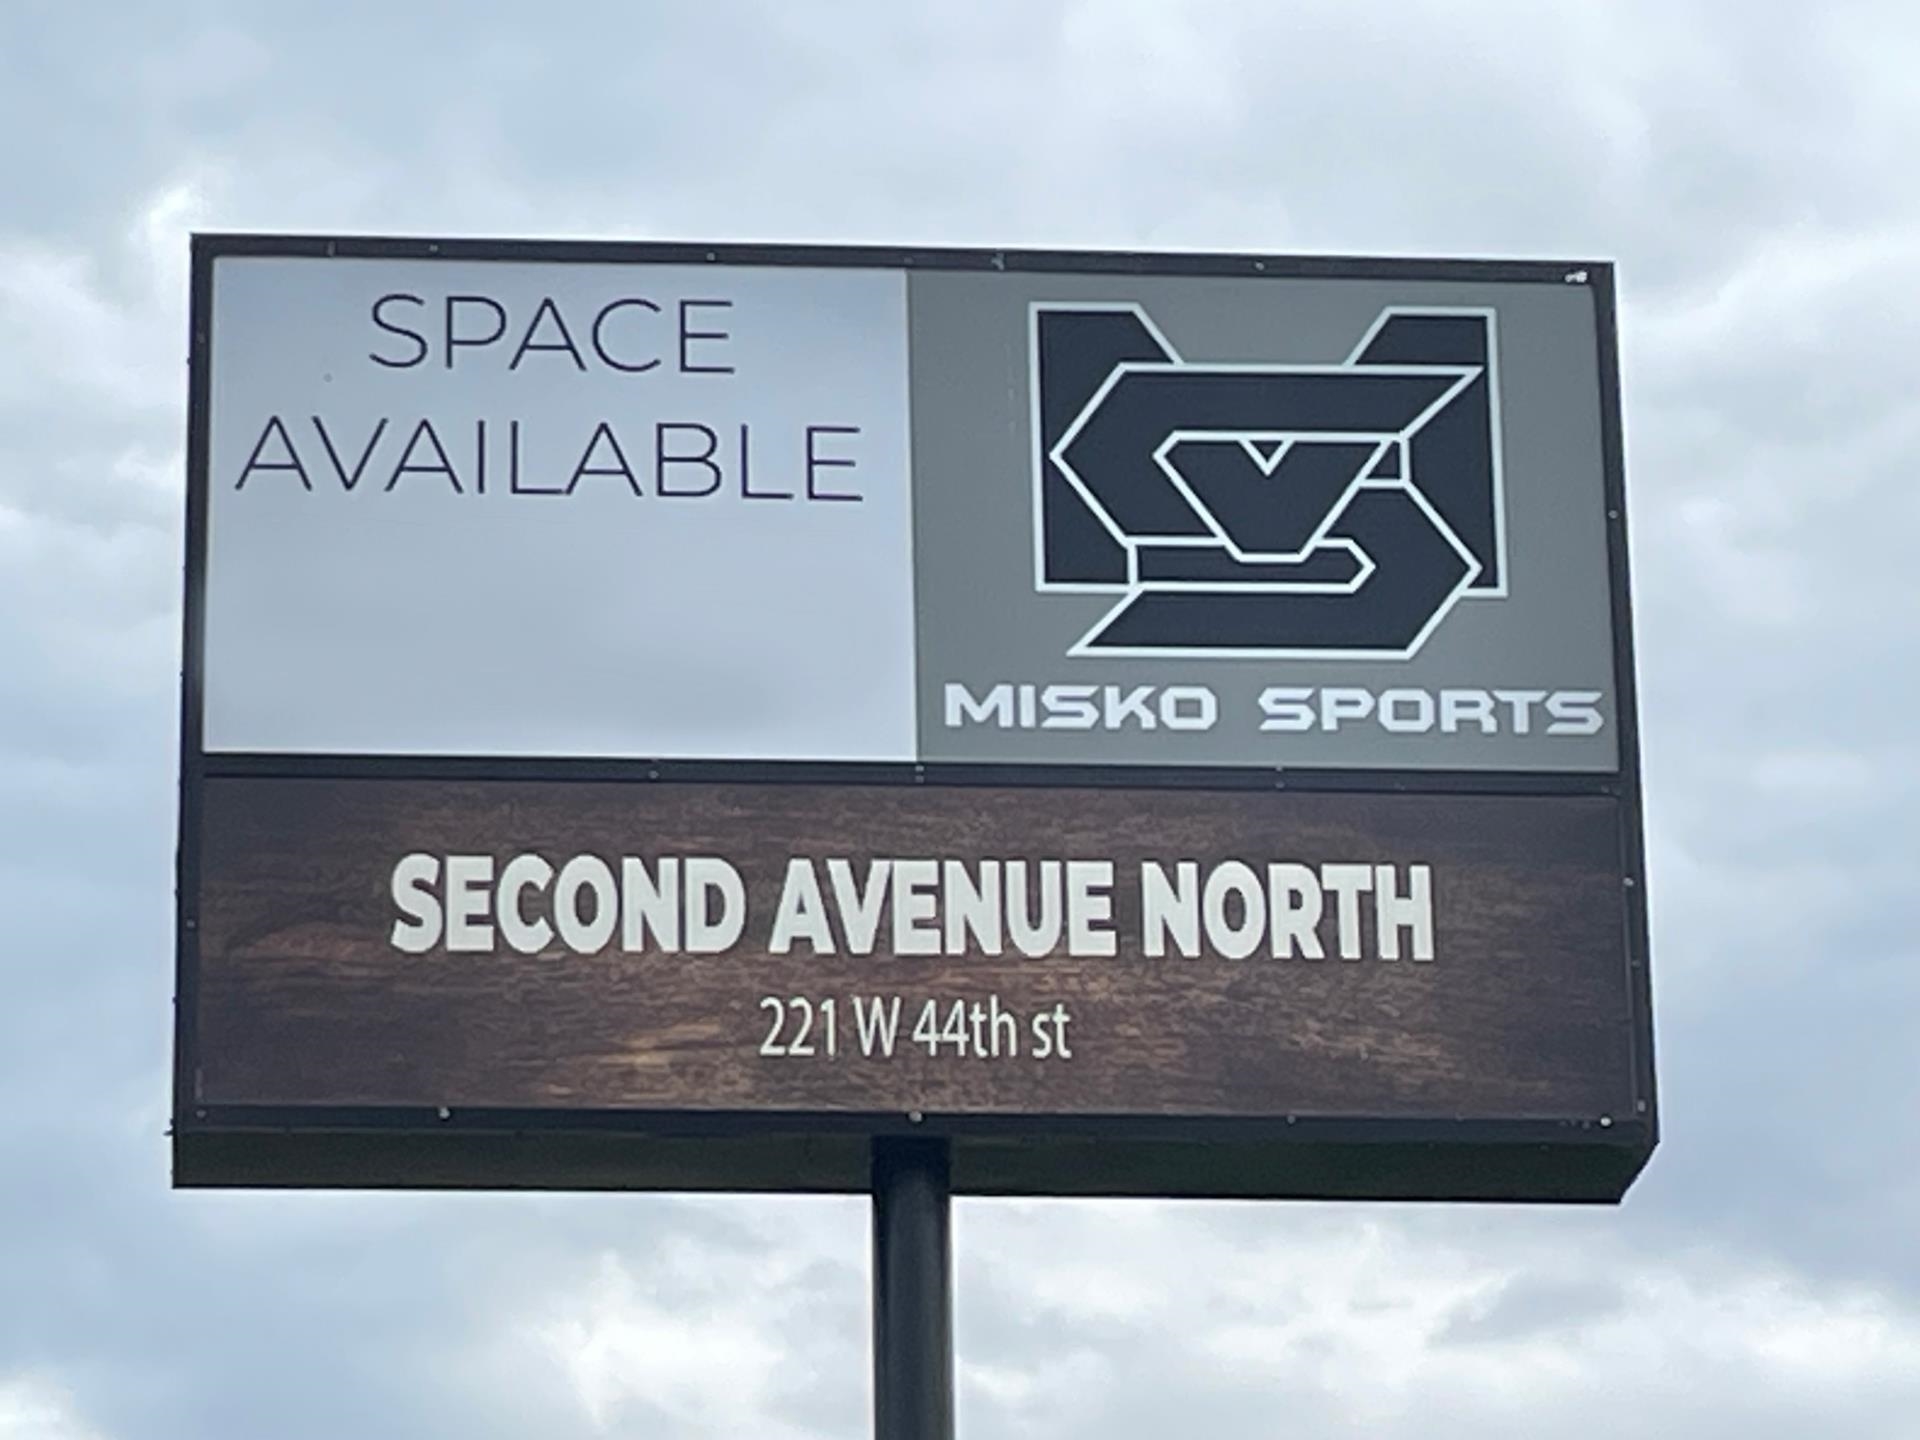 SPACE
AVAILABLE
MISKO SPORTS
SECOND AVENUE NORTH
221 W 44th st